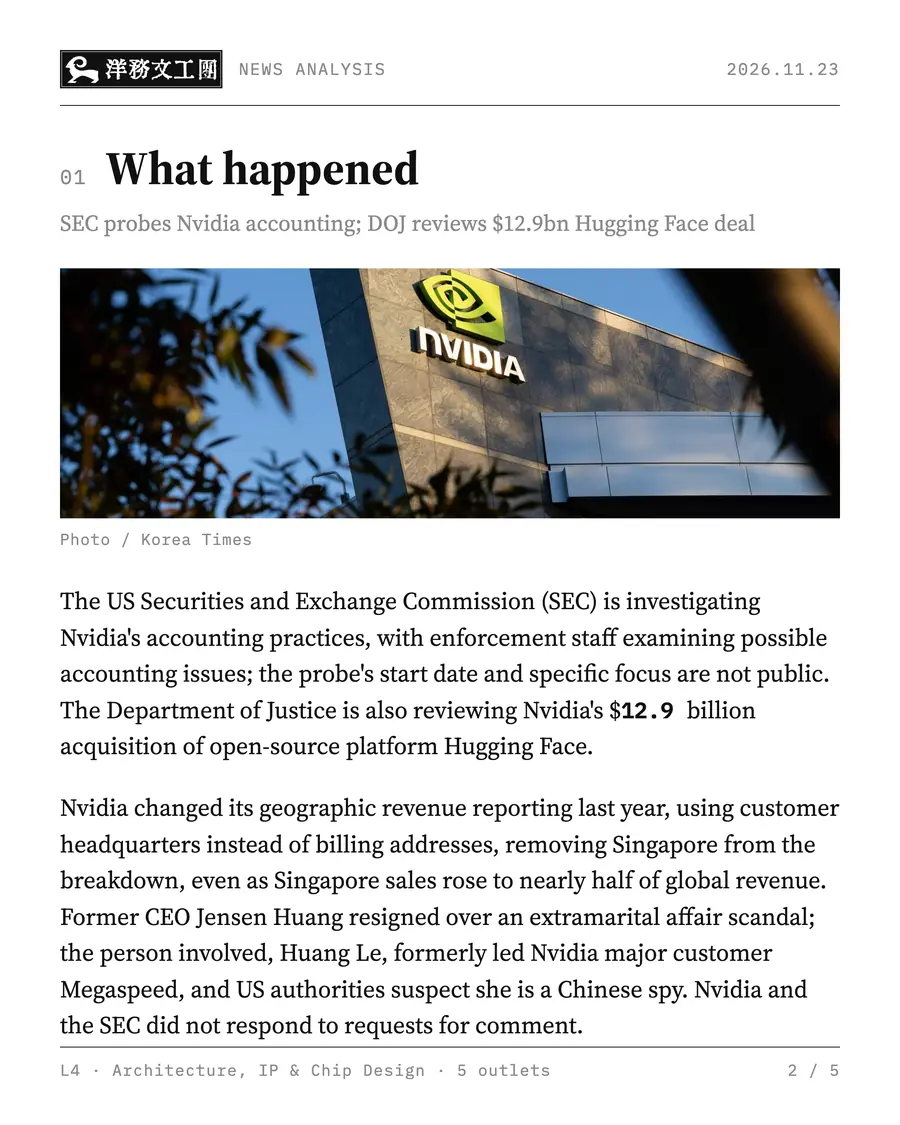 洋務文工團 NEWS ANALYSIS 2026.11.23
01 What happened
SEC probes Nvidia accounting; DOJ reviews $12.9bn Hugging Face deal
NVIDIA
Photo / Korea Times
The US Securities and Exchange Commission (SEC) is investigating
Nvidia's accounting practices, with enforcement staff examining possible
accounting issues; the probe's start date and specific focus are not public.
The Department of Justice is also reviewing Nvidia's $12.9 billion
acquisition of open-source platform Hugging Face.
Nvidia changed its geographic revenue reporting last year, using customer
headquarters instead of billing addresses, removing Singapore from the
breakdown, even as Singapore sales rose to nearly half of global revenue.
Former CEO Jensen Huang resigned over an extramarital affair scandal;
the person involved, Huang Le, formerly led Nvidia major customer
Megaspeed, and US authorities suspect she is a Chinese spy. Nvidia and
the SEC did not respond to requests for comment.
L4 · Architecture, IP & Chip Design · 5 outlets 2 / 5